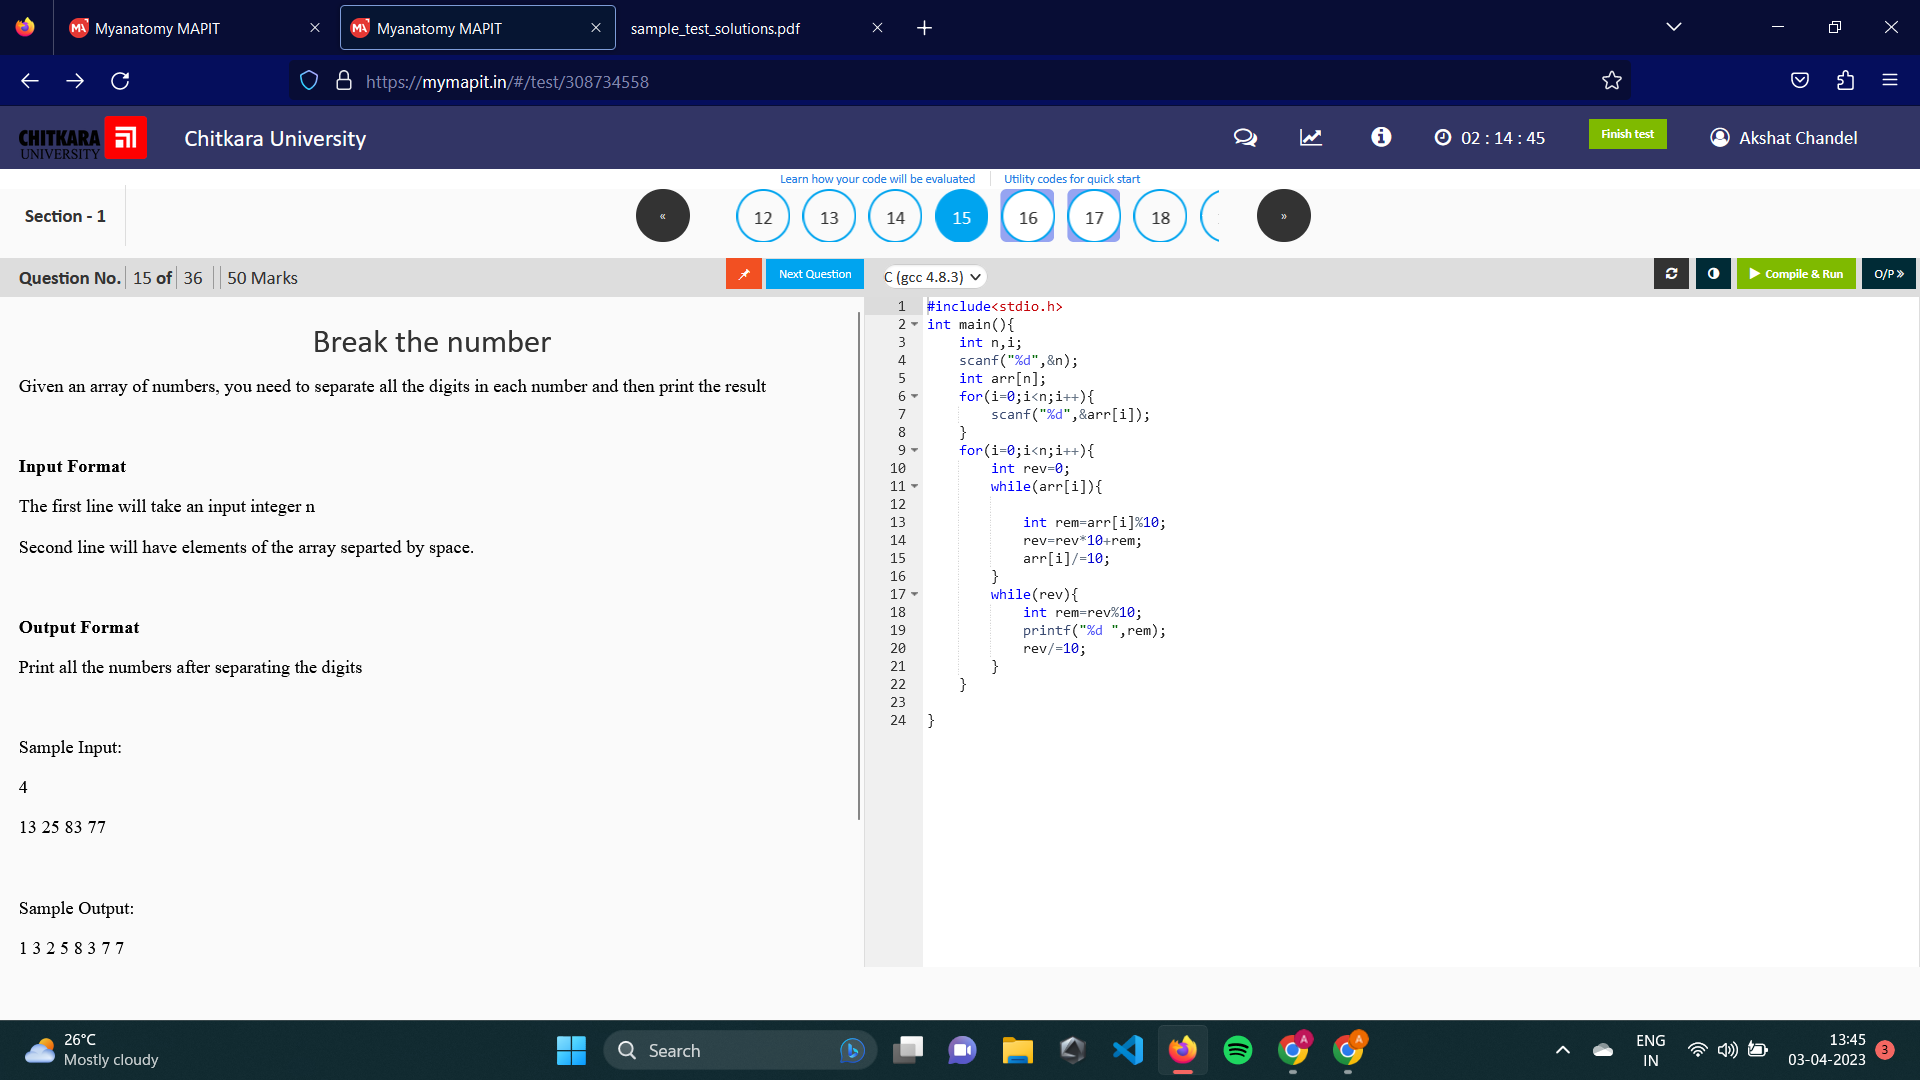 Myanatomy MAPIT
Myanatomy MAPIT
sample_test_solutions.pdf
https://mymapit.in/#/test/308734558
CHITKARA
UNIVERSITY
Chitkara University
02 : 14 : 45
Finish test
Akshat Chandel
Learn how your code will be evaluated
Utility codes for quick start
Section - 1
«
12
13
14
15
16
17
18
»
Question No. 15 of 36 50 Marks
Next Question
C (gcc 4.8.3)
Compile & Run
O/P »
Break the number
Given an array of numbers, you need to separate all the digits in each number and then print the result
Input Format
The first line will take an input integer n
Second line will have elements of the array separted by space.
Output Format
Print all the numbers after separating the digits
Sample Input:
4
13 25 83 77
Sample Output:
1 3 2 5 8 3 7 7
1 #include<stdio.h>
2 int main(){
3 int n,i;
4 scanf("%d",&n);
5 int arr[n];
6 for(i=0;i<n;i++){
7 scanf("%d",&arr[i]);
8 }
9 for(i=0;i<n;i++){
10 int rev=0;
11 while(arr[i]){
12
13 int rem=arr[i]%10;
14 rev=rev*10+rem;
15 arr[i]/=10;
16 }
17 while(rev){
18 int rem=rev%10;
19 printf("%d ",rem);
20 rev/=10;
21 }
22 }
23
24 }
26°C
Mostly cloudy
Search
A
A
ENG
IN
13:45
03-04-2023
3